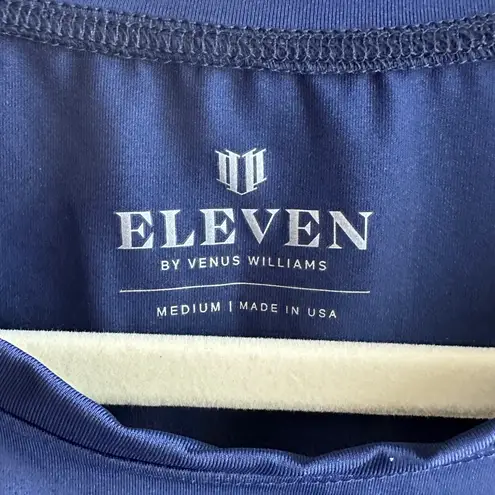 ELEVEN
BY VENUS WILLIAMS
MEDIUM | MADE IN USA